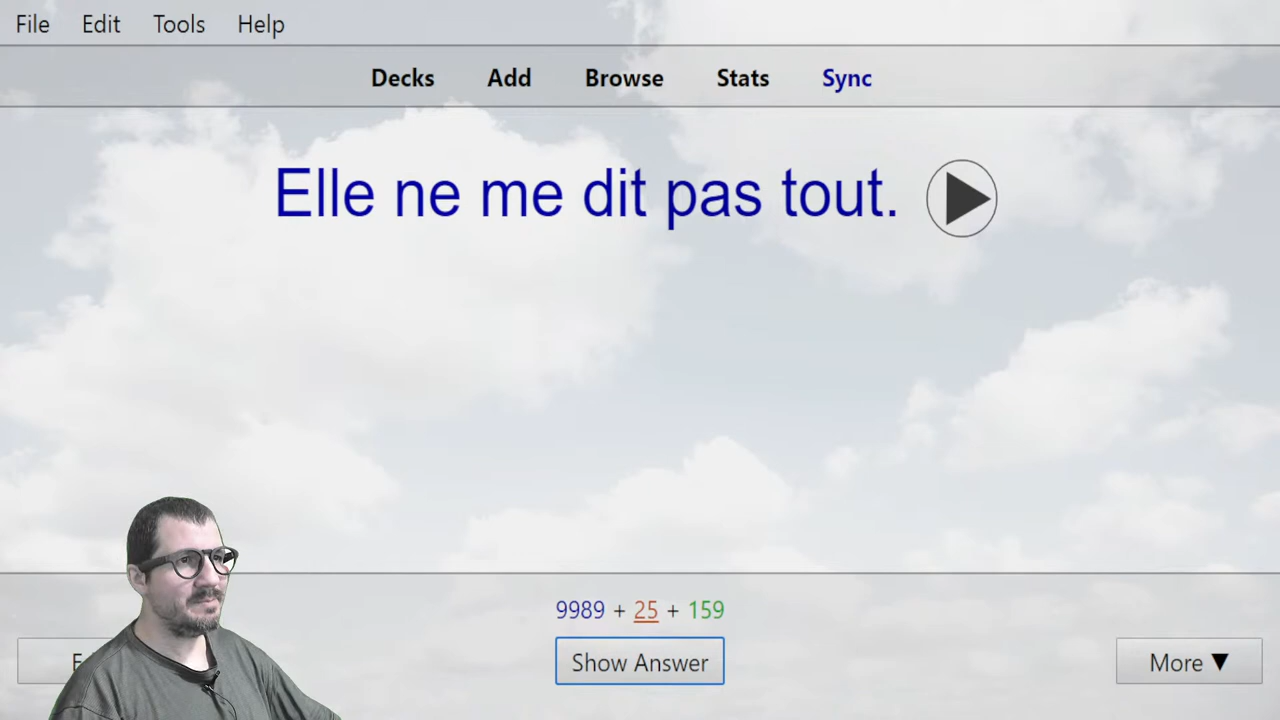 File Edit Tools Help
Decks Add Browse Stats Sync
Elle ne me dit pas tout.
9989 + 25 + 159
Show Answer More ▼